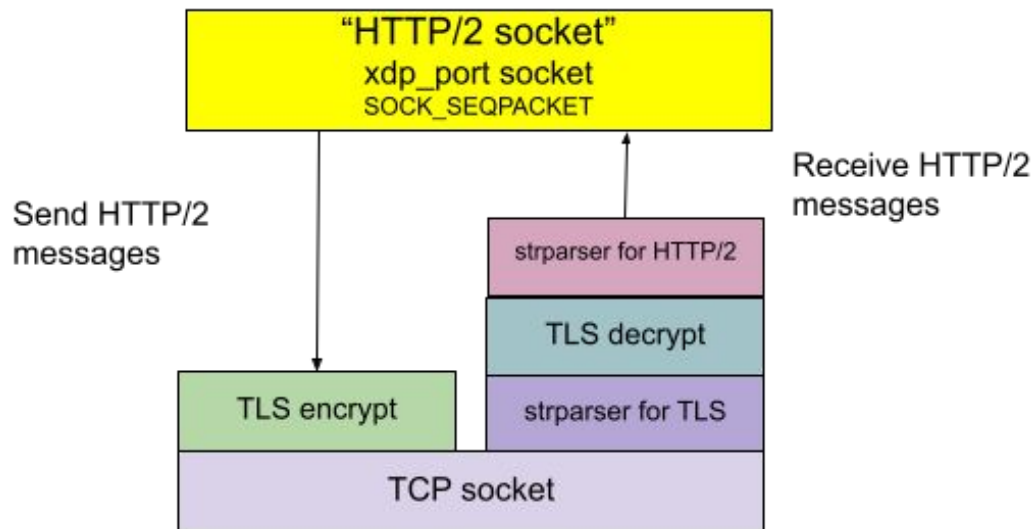 “HTTP/2 socket”
xdp_port socket
SOCK_SEQPACKET
Send HTTP/2
messages
Receive HTTP/2
messages
strparser for HTTP/2
TLS decrypt
TLS encrypt
strparser for TLS
TCP socket